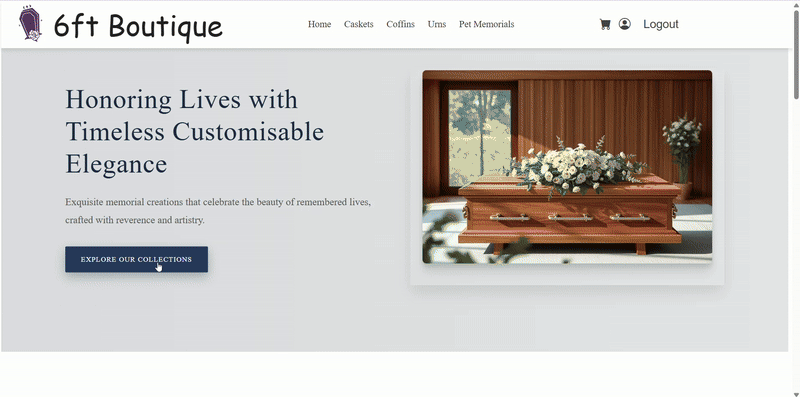 6ft Boutique
Home Caskets Coffins Urns Pet Memorials
Logout
Honoring Lives with
Timeless Customisable
Elegance
Exquisite memorial creations that celebrate the beauty of remembered lives,
crafted with reverence and artistry.
EXPLORE OUR COLLECTIONS